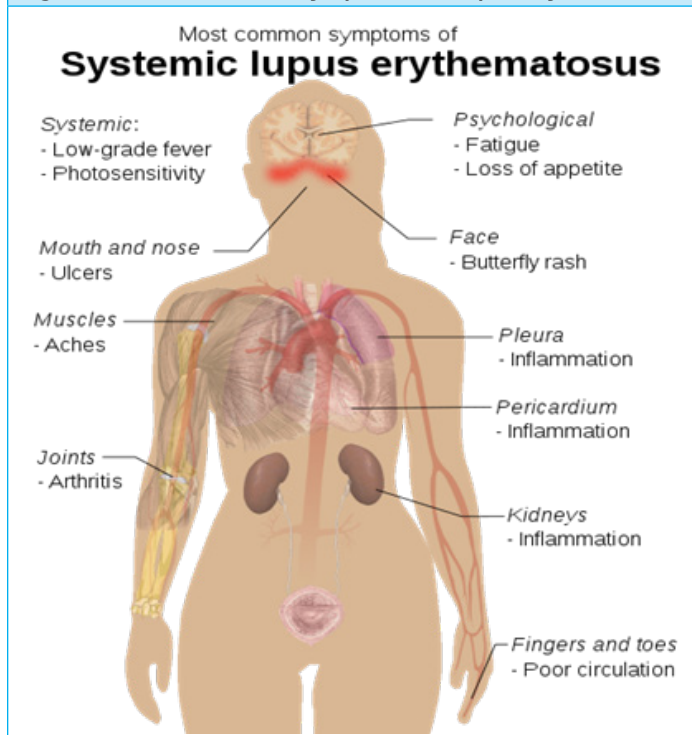 Most common symptoms of
Systemic lupus erythematosus
Systemic:
- Low-grade fever
- Photosensitivity
Psychological
- Fatigue
- Loss of appetite
Mouth and nose
- Ulcers
Face
- Butterfly rash
Muscles
- Aches
Pleura
- Inflammation
Pericardium
- Inflammation
Joints
- Arthritis
Kidneys
- Inflammation
Fingers and toes
- Poor circulation